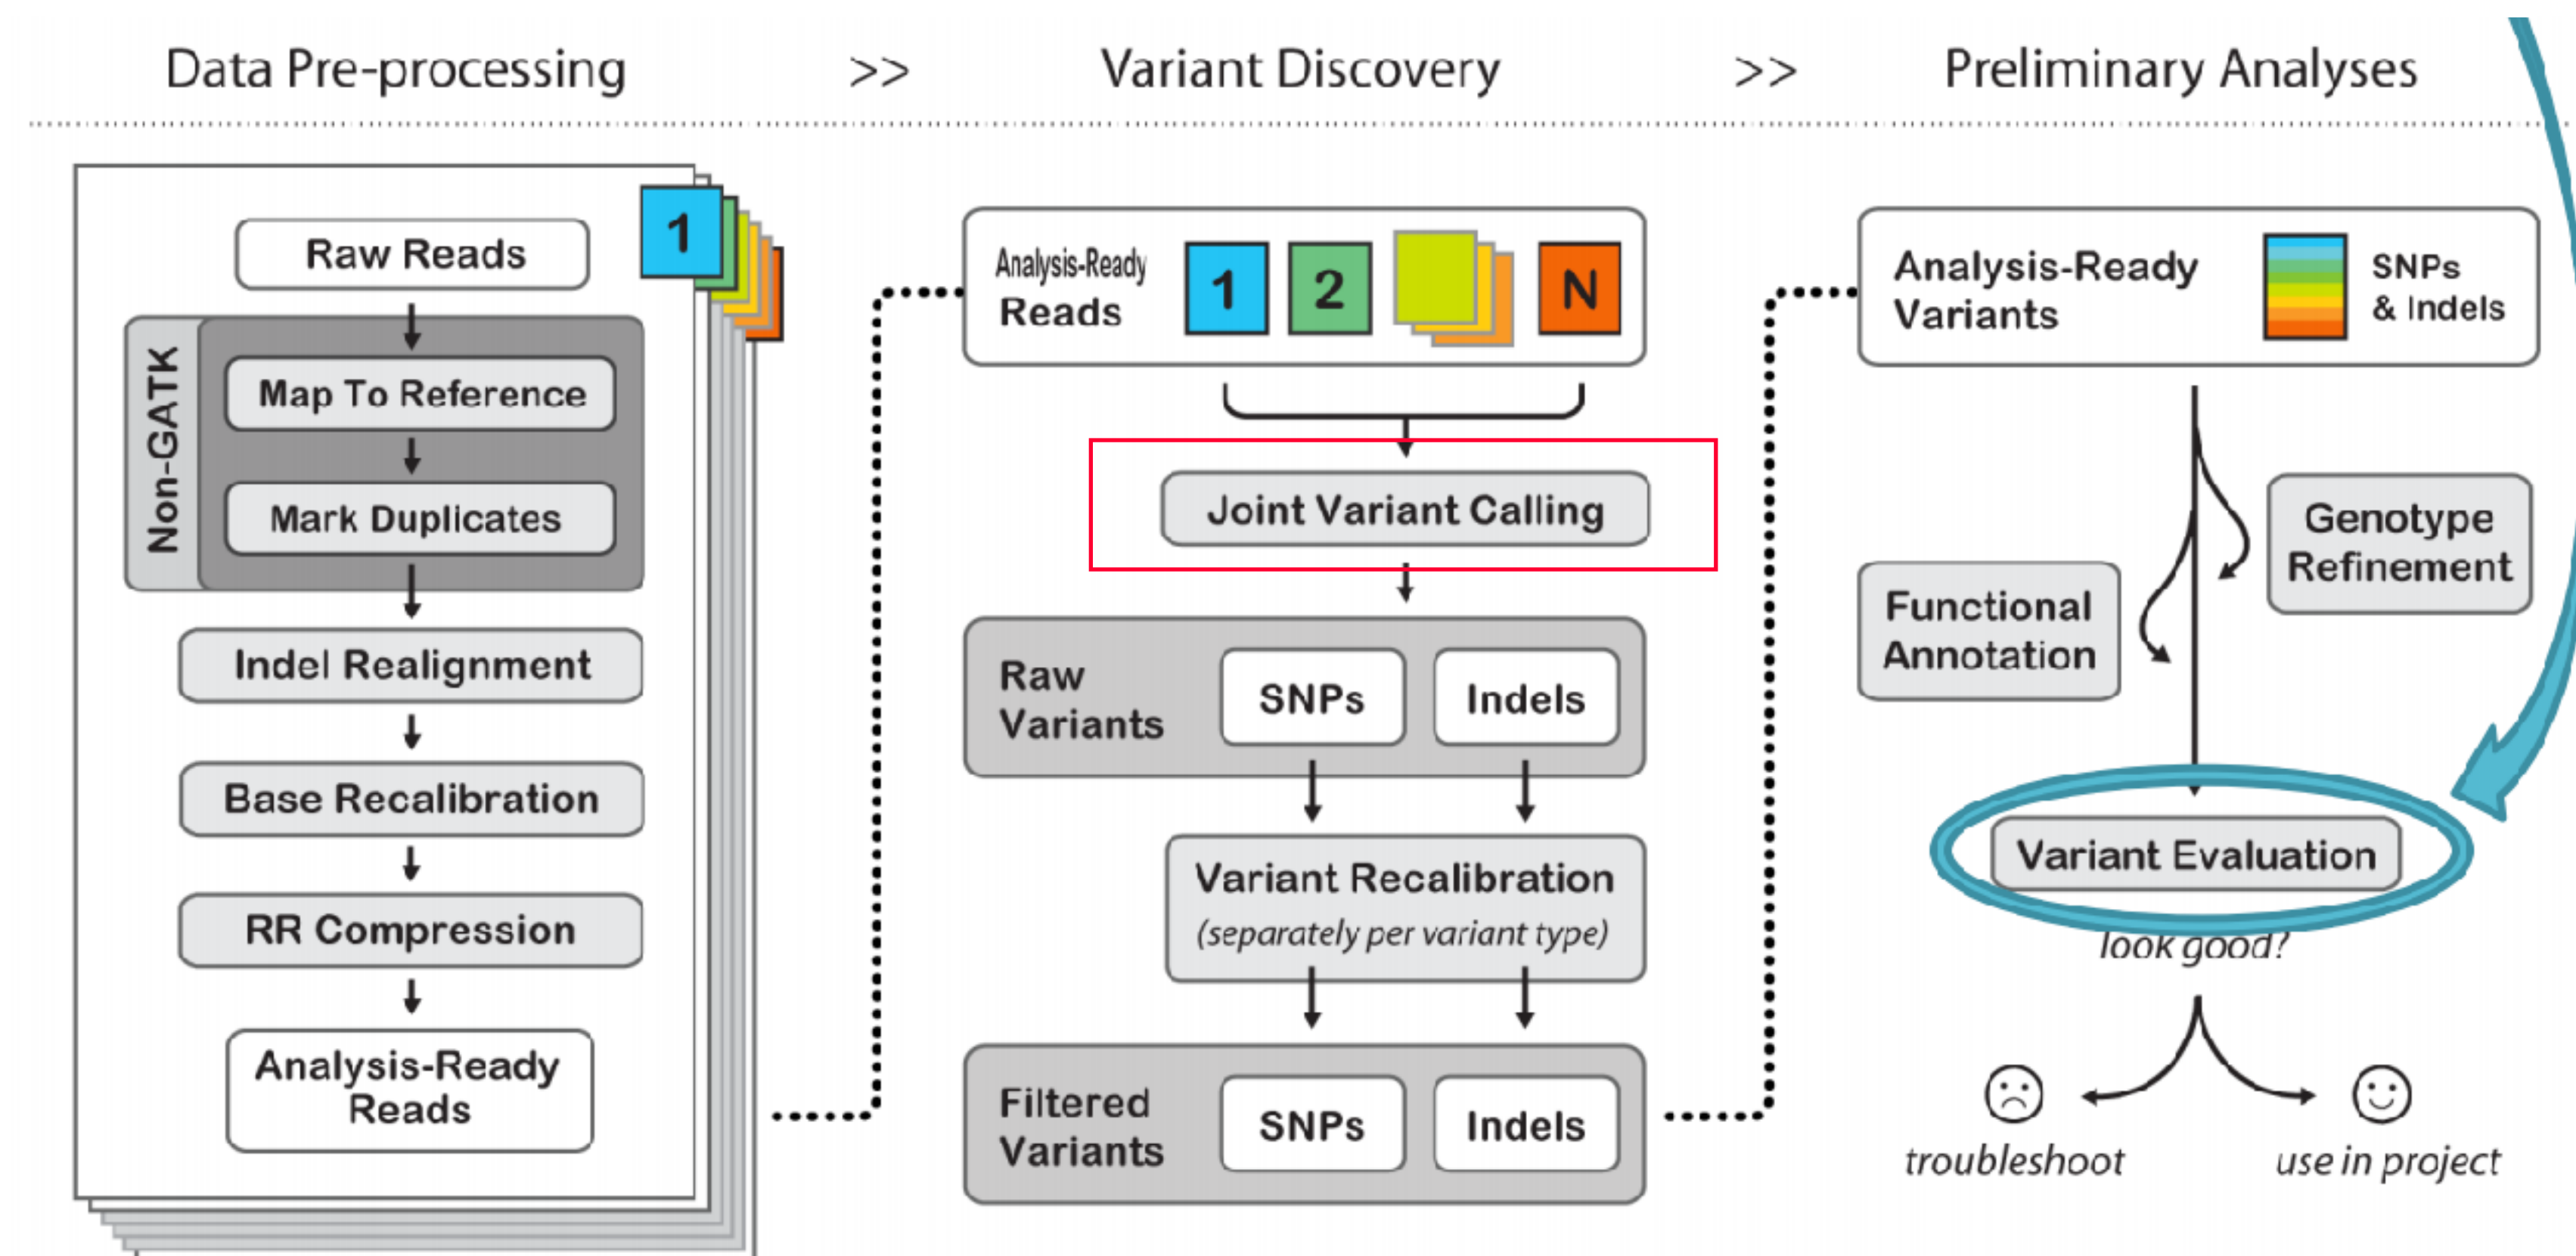 Data Pre-processing >> Variant Discovery >> Preliminary Analyses
1
Raw Reads
Non-GATK
Map To Reference
Mark Duplicates
Indel Realignment
Base Recalibration
RR Compression
Analysis-Ready
Reads
Analysis-Ready
Reads
1 2 N
Joint Variant Calling
Raw
Variants
SNPs
Indels
Variant Recalibration
(separately per variant type)
Filtered
Variants
SNPs
Indels
Analysis-Ready
Variants
SNPs
& Indels
Genotype
Refinement
Functional
Annotation
Variant Evaluation
look good?
troubleshoot
use in project